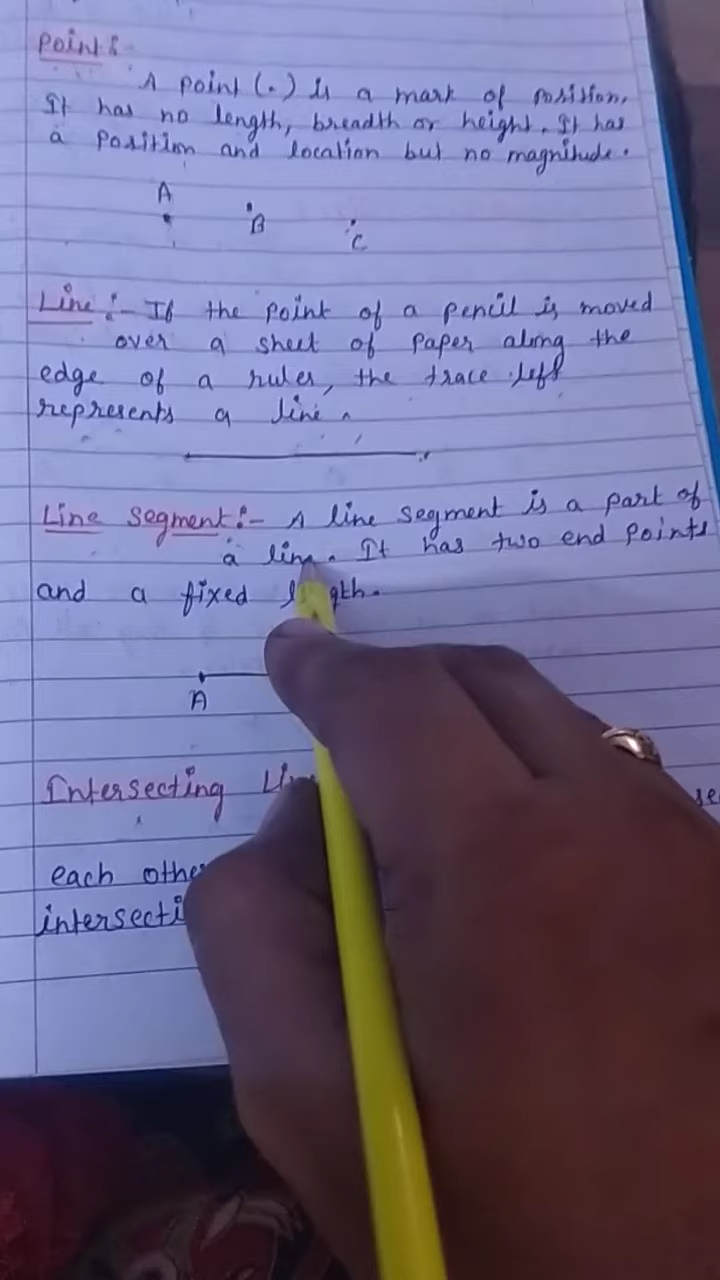 Point :-
A point (.) is a mark of position.
It has no length, breadth or height. It has
a position and location but no magnitude.
A
B
C
Line :- If the point of a pencil is moved
over a sheet of paper along the
edge of a ruler, the trace left
represents a line.
Line segment :- A line segment is a part of
a line. It has two end points
and a fixed
A
Intersecting
each other